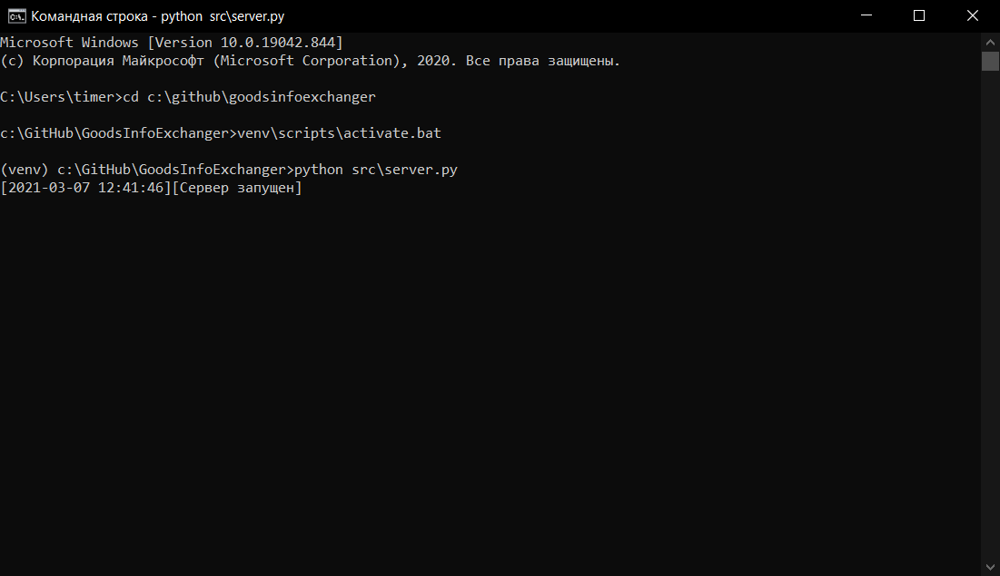 Командная строка - python  src\server.py
Microsoft Windows [Version 10.0.19042.844]
(c) Корпорация Майкрософт (Microsoft Corporation), 2020. Все права защищены.
C:\Users\timer>cd c:\github\goodsinfoexchanger
c:\GitHub\GoodsInfoExchanger>venv\scripts\activate.bat
(venv) c:\GitHub\GoodsInfoExchanger>python src\server.py
[2021-03-07 12:41:46][Сервер запущен]